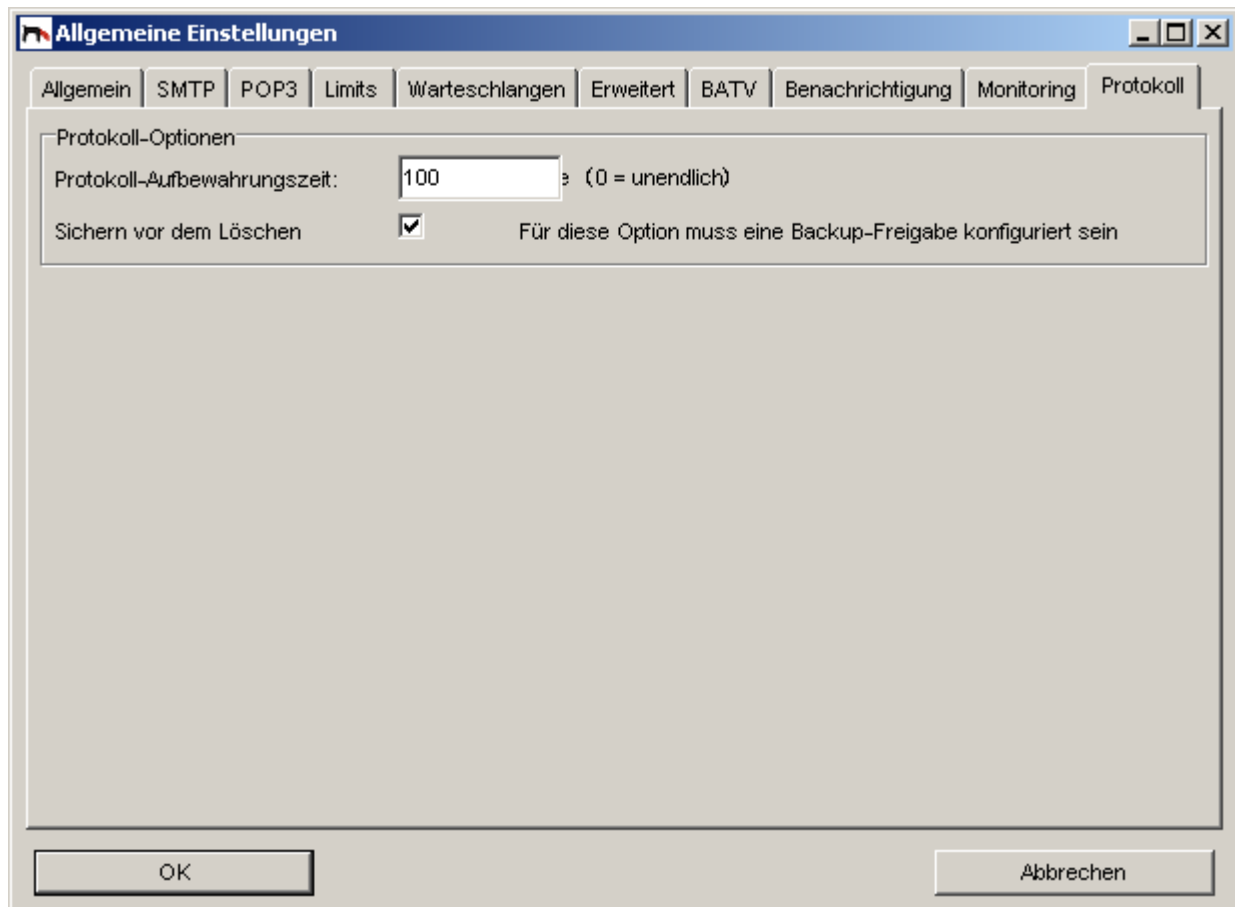 Allgemeine Einstellungen
Allgemein SMTP POP3 Limits Warteschlangen Erweitert BATV Benachrichtigung Monitoring Protokoll
Protokoll-Optionen
Protokoll-Aufbewahrungszeit: 100 (0 = unendlich)
Sichern vor dem Löschen Für diese Option muss eine Backup-Freigabe konfiguriert sein
OK Abbrechen